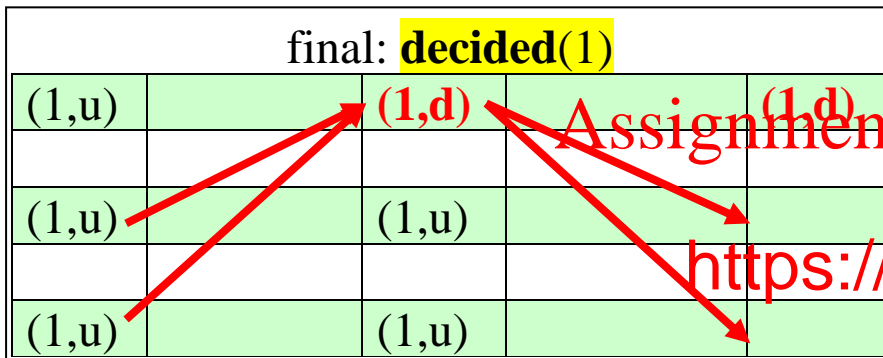 final: decided(1)
(1,u) (1,d) (1,d)
Assignmen
(1,u) (1,u)
https://
(1,u) (1,u)